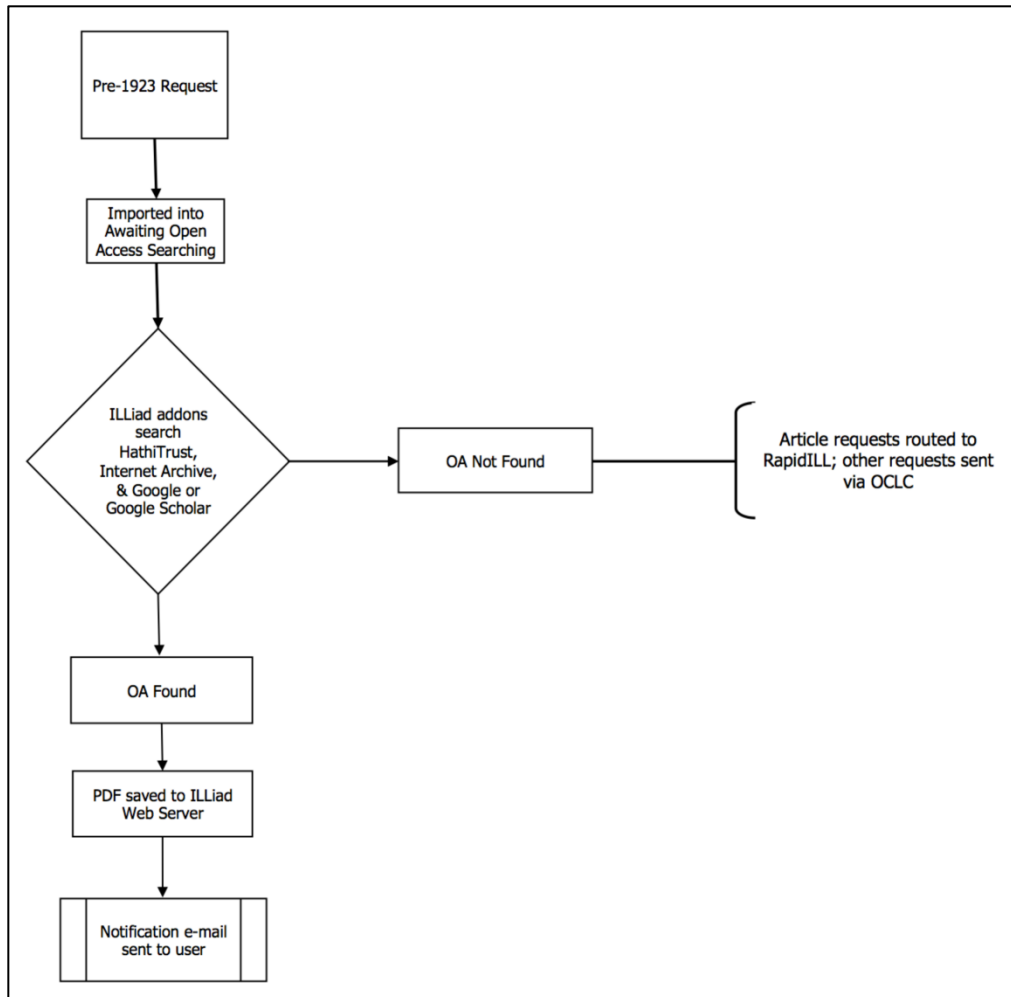 Pre-1923 Request
Imported into
Awaiting Open
Access Searching
ILLiad addons
search
HathiTrust,
Internet Archive,
& Google or
Google Scholar
OA Not Found
Article requests routed to
RapidILL; other requests sent
via OCLC
OA Found
PDF saved to ILLiad
Web Server
Notification e-mail
sent to user